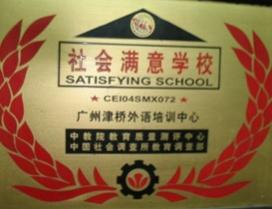 社会满意学校
SATISFYING SCHOOL
★ CEI04SMX072 ★
广州津桥外语培训中心
中教院教育质量测评中心
中国社会调查所教育调查部